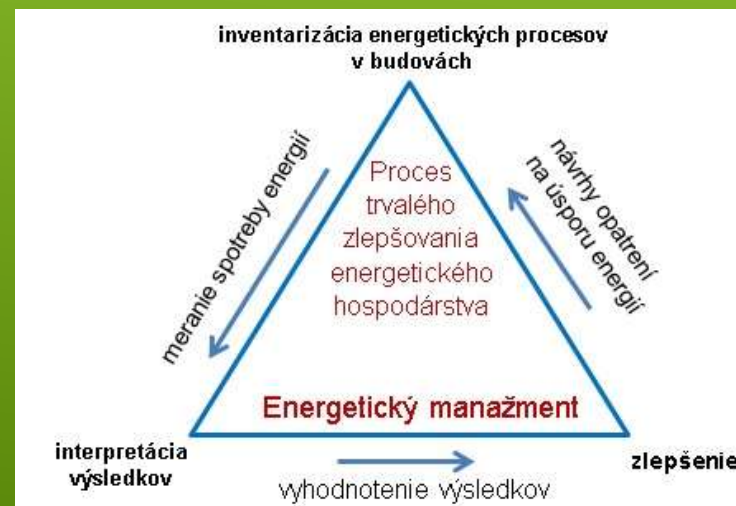 inventarizácia energetických procesov
v budovách
meranie spotreby energií
návrhy opatrení
na úsporu energií
Proces
trvalého
zlepšovania
energetického
hospodárstva
Energetický manažment
interpretácia
výsledkov
zlepšenie
vyhodnotenie výsledkov